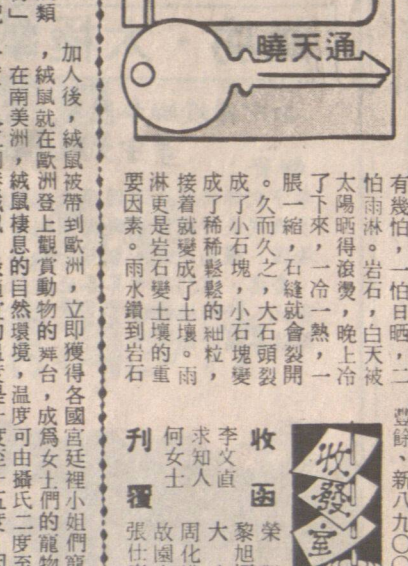 通天曉
有幾怕，一怕日晒，二
怕雨淋。岩石，白天被
太陽晒得滾燙，晚上冷
了下來，一冷一熱，一
脹一縮，石縫就會裂開
。久而久之，大石頭裂
成了小石塊，小石塊變
成了稀稀鬆鬆的細粒，
接着就變成了土壤。雨
淋更是岩石變土壤的重
要因素。雨水鑽到岩石
加人後，絨鼠被帶到歐洲，立即獲得各國宮廷裡小姐們寵
，絨鼠就在歐洲登上觀賞動物的舞台，成爲女士們的寵物
在南美洲，絨鼠棲息的自然環境，溫度可由攝氏二度至
類
豐餘、新八九〇〇
收發室
收函
李文直
求知人
何女士
刊覆
榮
黎旭
大
周化
故園
張仕